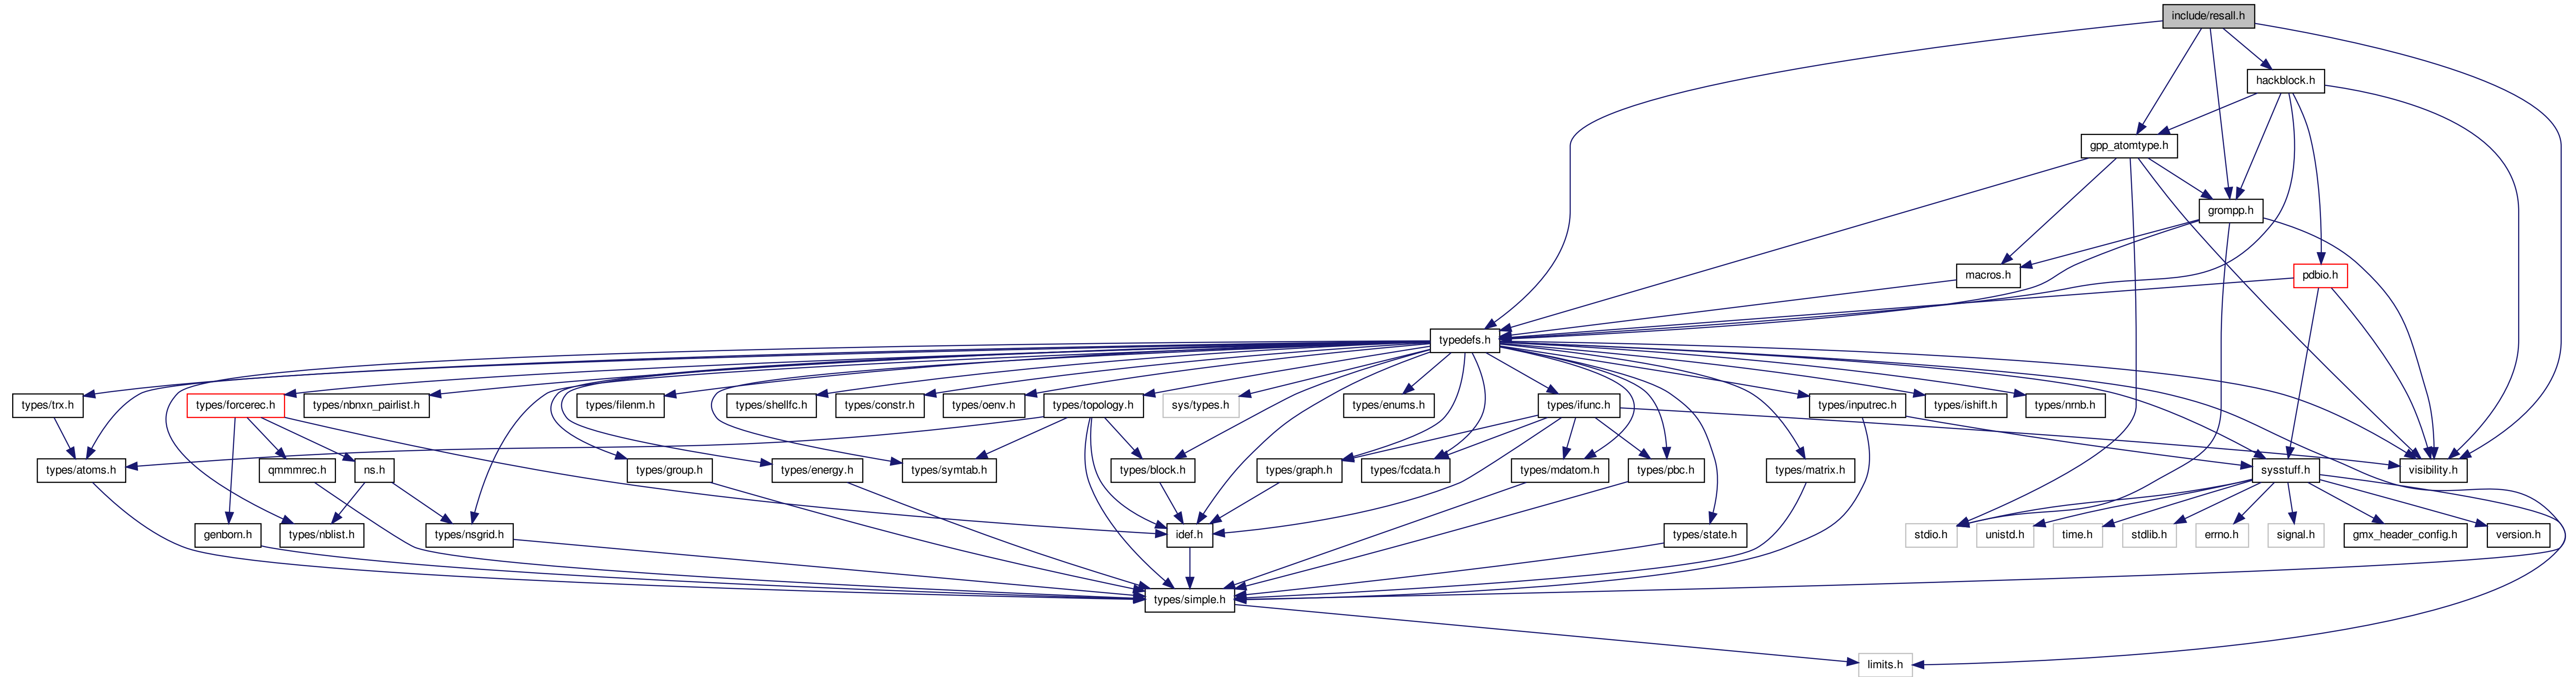 include/resall.h
hackblock.h
gpp_atomtype.h
grompp.h
macros.h
pdbio.h
typedefs.h
types/trx.h
types/forcerec.h
types/nbnxn_pairlist.h
types/filenm.h
types/shellfc.h
types/constr.h
types/oenv.h
types/topology.h
sys/types.h
types/enums.h
types/ifunc.h
types/inputrec.h
types/ishift.h
types/nrnb.h
types/atoms.h
qmmmrec.h
ns.h
types/group.h
types/energy.h
types/symtab.h
types/block.h
types/graph.h
types/fcdata.h
types/mdatom.h
types/pbc.h
types/matrix.h
sysstuff.h
visibility.h
genborn.h
types/nblist.h
types/nsgrid.h
idef.h
types/state.h
stdio.h
unistd.h
time.h
stdlib.h
errno.h
signal.h
gmx_header_config.h
version.h
types/simple.h
limits.h